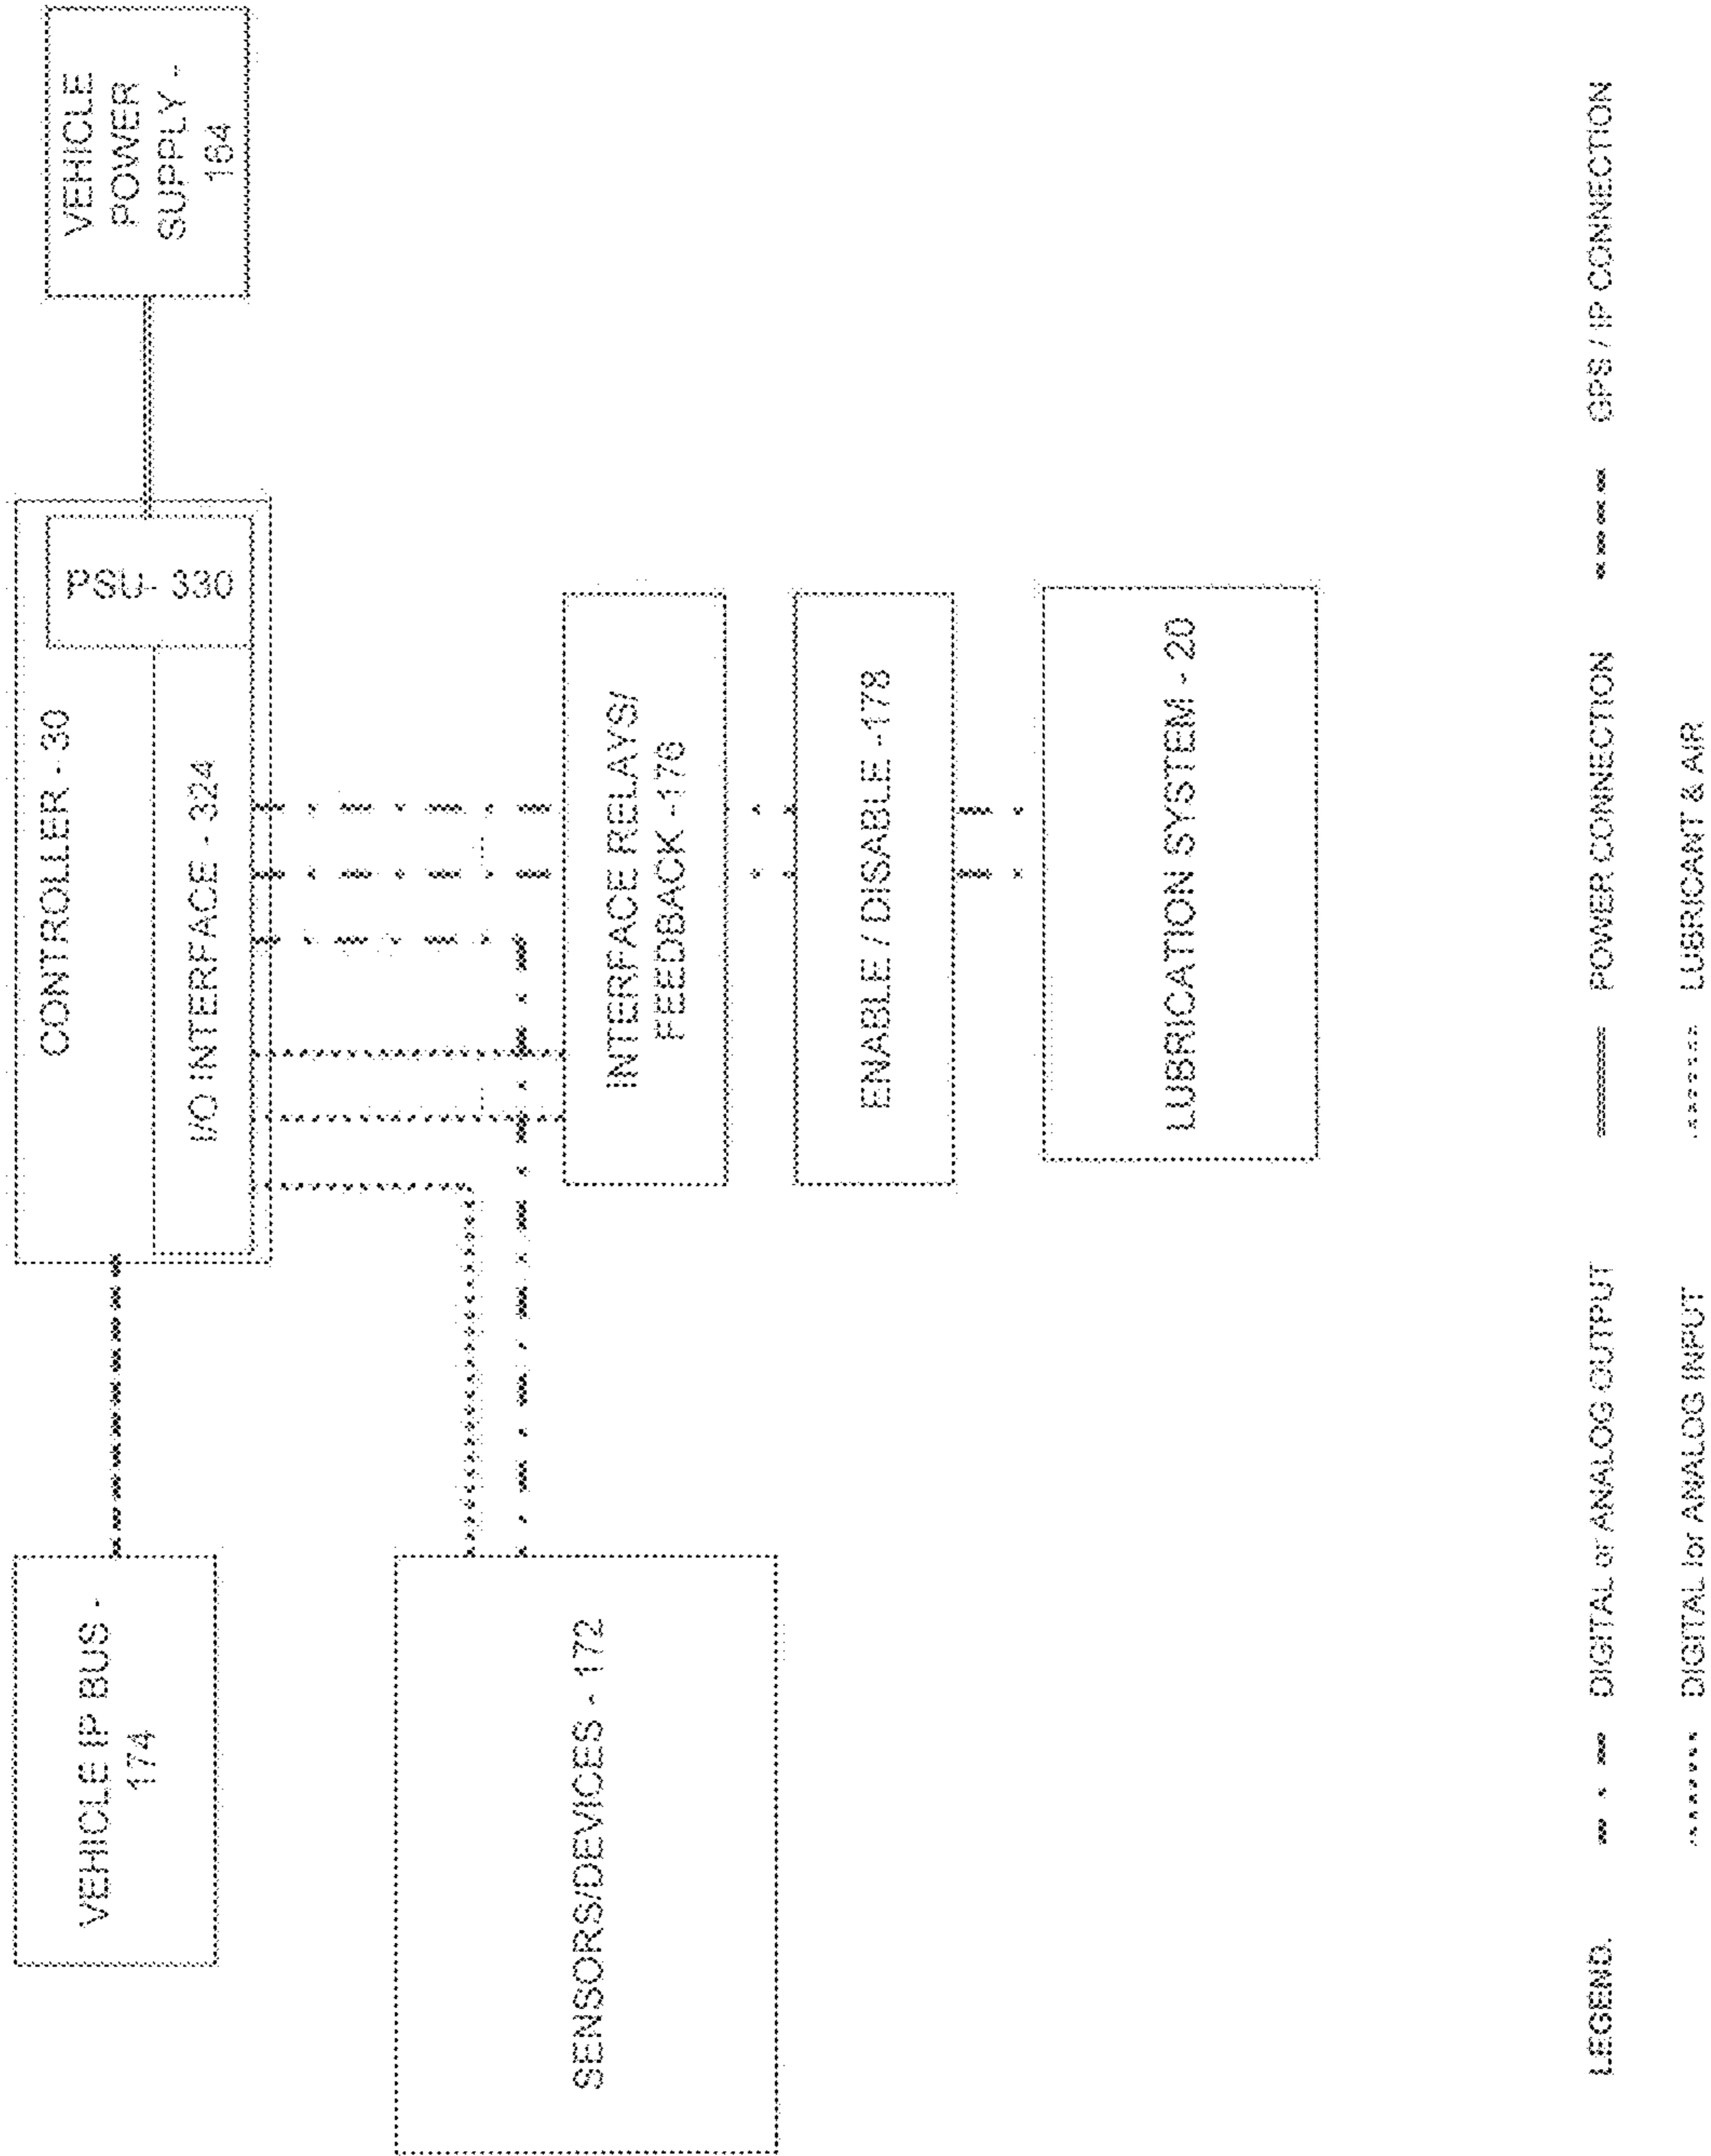 VEHICLE IP BUS -
174
CONTROLLER - 30
PSU- 330
I/O INTERFACE - 324
VEHICLE
POWER
SUPPLY -
164
SENSORS/DEVICES - 172
INTERFACE RELAYS/
FEEDBACK -176
ENABLE / DISABLE -178
LUBRICATION SYSTEM - 20
LEGEND.
DIGITAL or ANALOG OUTPUT
POWER CONNECTION
GPS / IP CONNECTION
DIGITAL for ANALOG INPUT
LUBRICANT & AIR